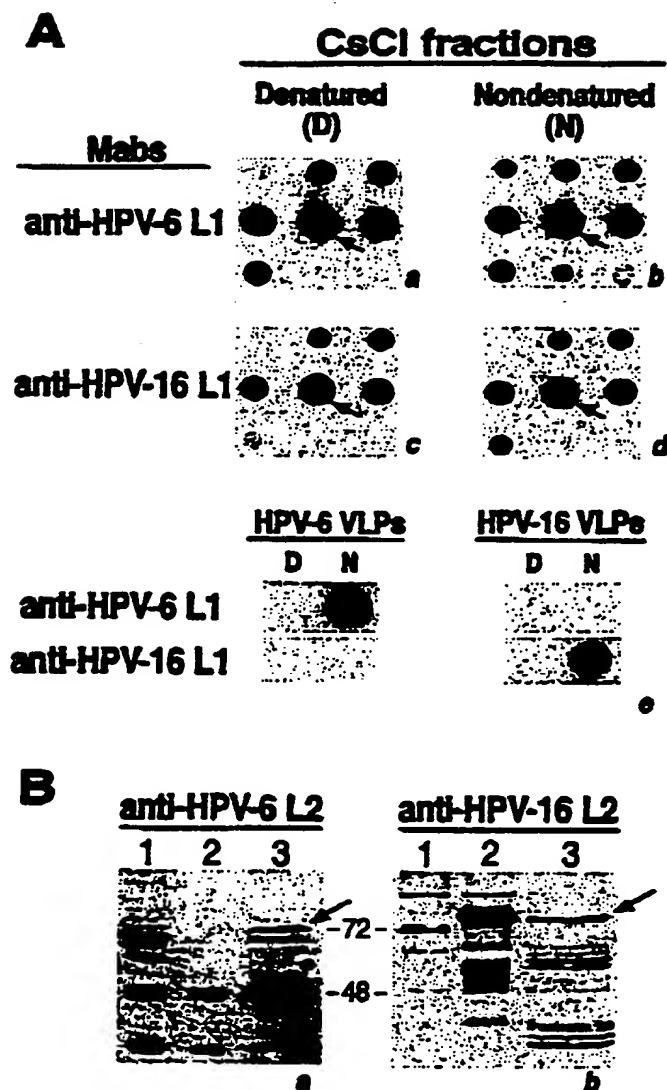 A
CsCl fractions
Denatured (D)
Nondenatured (N)
Mabs
anti-HPV-6 L1
a
b
anti-HPV-16 L1
c
d
HPV-6 VLPs
HPV-16 VLPs
D N
D N
anti-HPV-6 L1
anti-HPV-16 L1
e
B
anti-HPV-6 L2
anti-HPV-16 L2
1 2 3
1 2 3
-72-
-48-
a
b